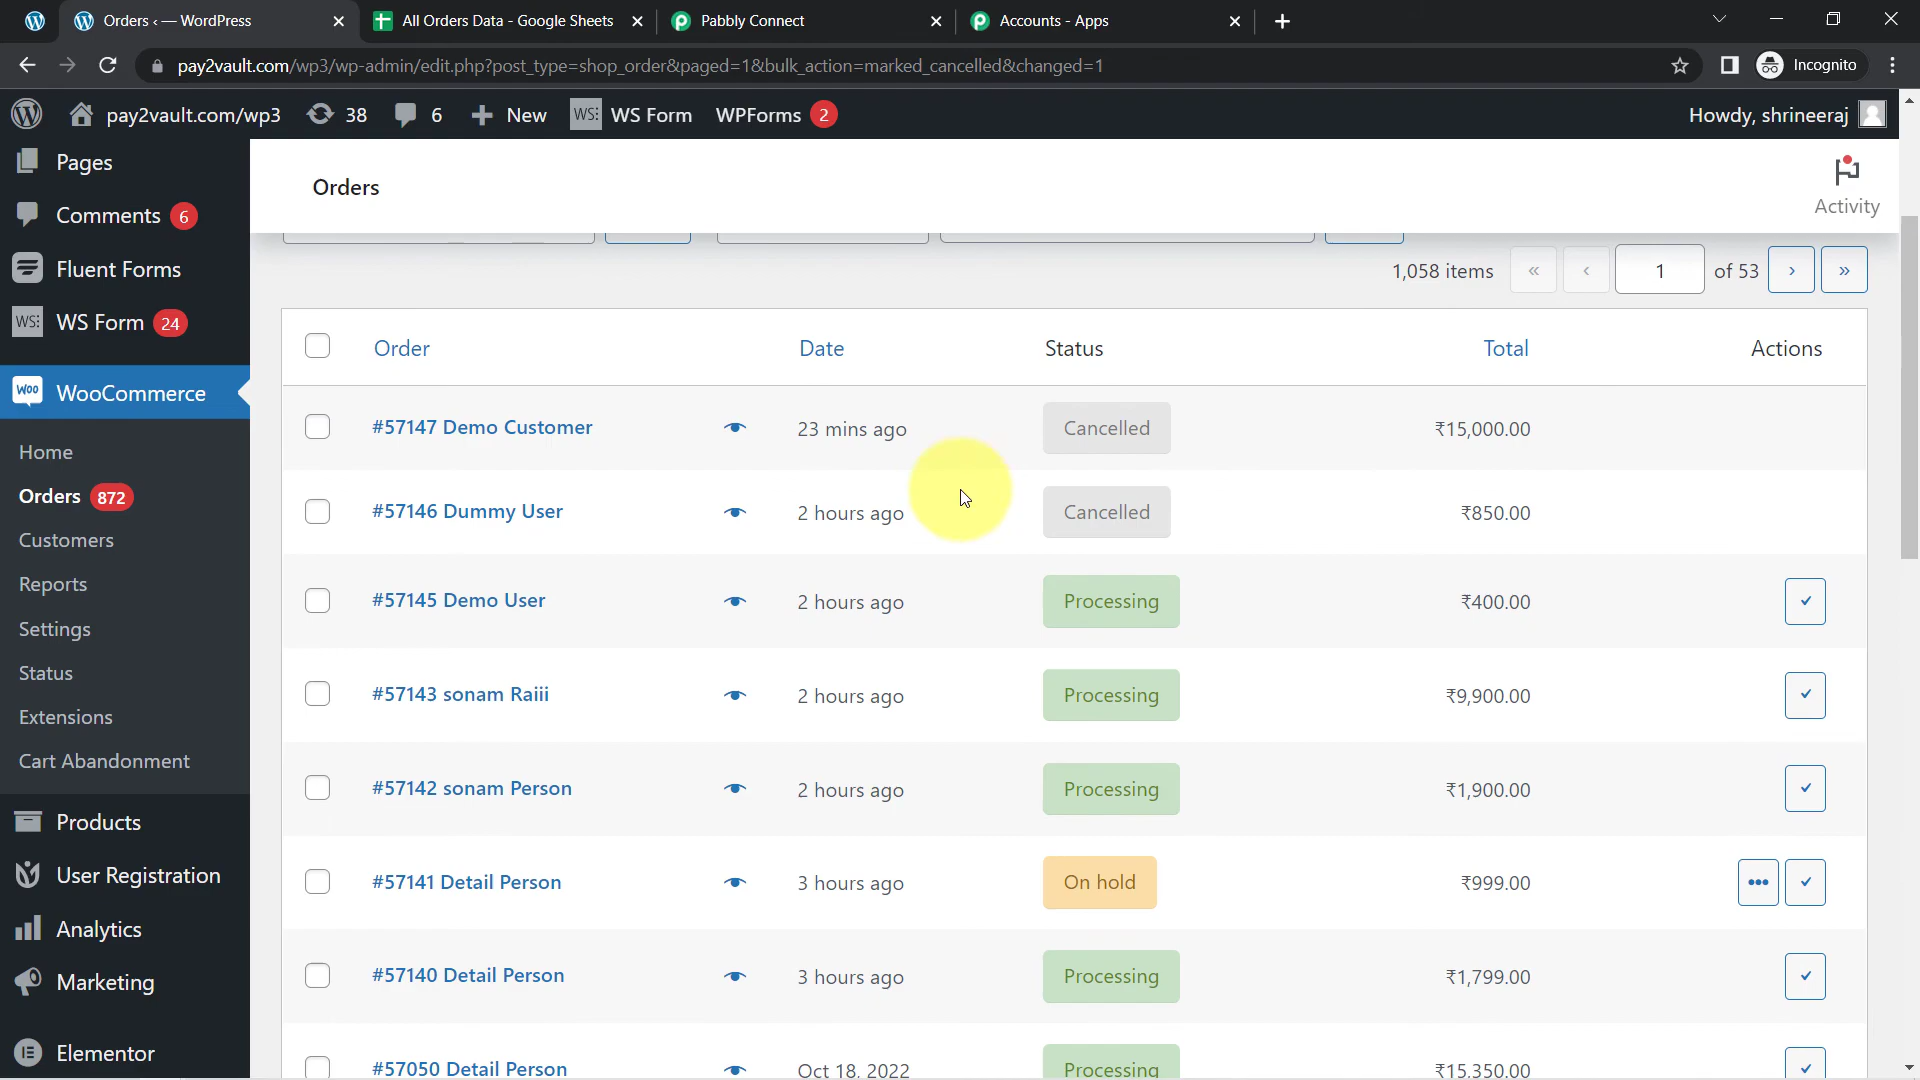 Orders ‹ — WordPress
All Orders Data - Google Sheets
Pabbly Connect
Accounts - Apps
pay2vault.com/wp3/wp-admin/edit.php?post_type=shop_order&paged=1&bulk_action=marked_cancelled&changed=1
Incognito
pay2vault.com/wp3
38
6
New
WS Form
WPForms 2
Howdy, shrineeraj
Pages
Comments 6
Fluent Forms
WS Form 24
WooCommerce
Home
Orders 872
Customers
Reports
Settings
Status
Extensions
Cart Abandonment
Products
User Registration
Analytics
Marketing
Elementor
Orders
Activity
1,058 items « ‹ 1 of 53 › »
Order Date Status Total Actions
#57147 Demo Customer 23 mins ago Cancelled ₹15,000.00
#57146 Dummy User 2 hours ago Cancelled ₹850.00
#57145 Demo User 2 hours ago Processing ₹400.00
#57143 sonam Raiii 2 hours ago Processing ₹9,900.00
#57142 sonam Person 2 hours ago Processing ₹1,900.00
#57141 Detail Person 3 hours ago On hold ₹999.00
#57140 Detail Person 3 hours ago Processing ₹1,799.00
#57050 Detail Person Oct 18, 2022 Processing ₹15,350.00